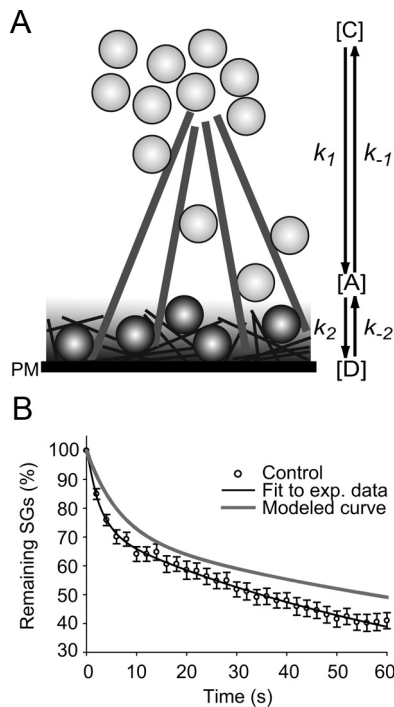 A
[C]
k1 k-1
[A]
k2 k-2
PM [D]
B
100
90
80
70
60
50
40
30
Remaining SGs (%)
Control
Fit to exp. data
Modeled curve
0 10 20 30 40 50 60
Time (s)